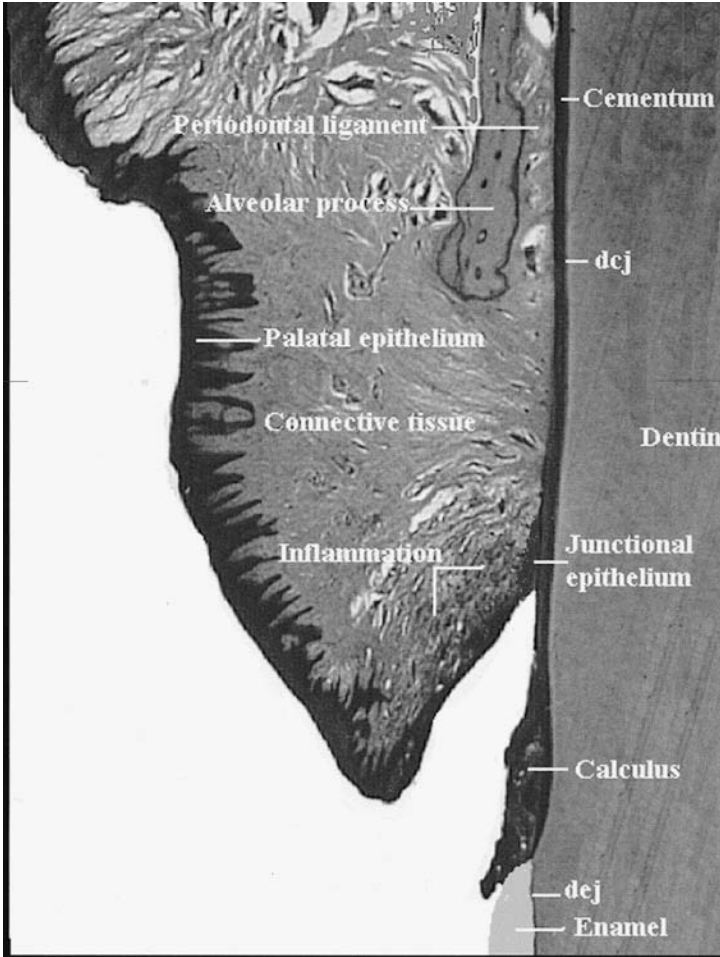 Cementum
Periodontal ligament
Alveolar process
dcj
Palatal epithelium
Connective tissue
Dentin
Inflammation
Junctional
epithelium
Calculus
dej
Enamel